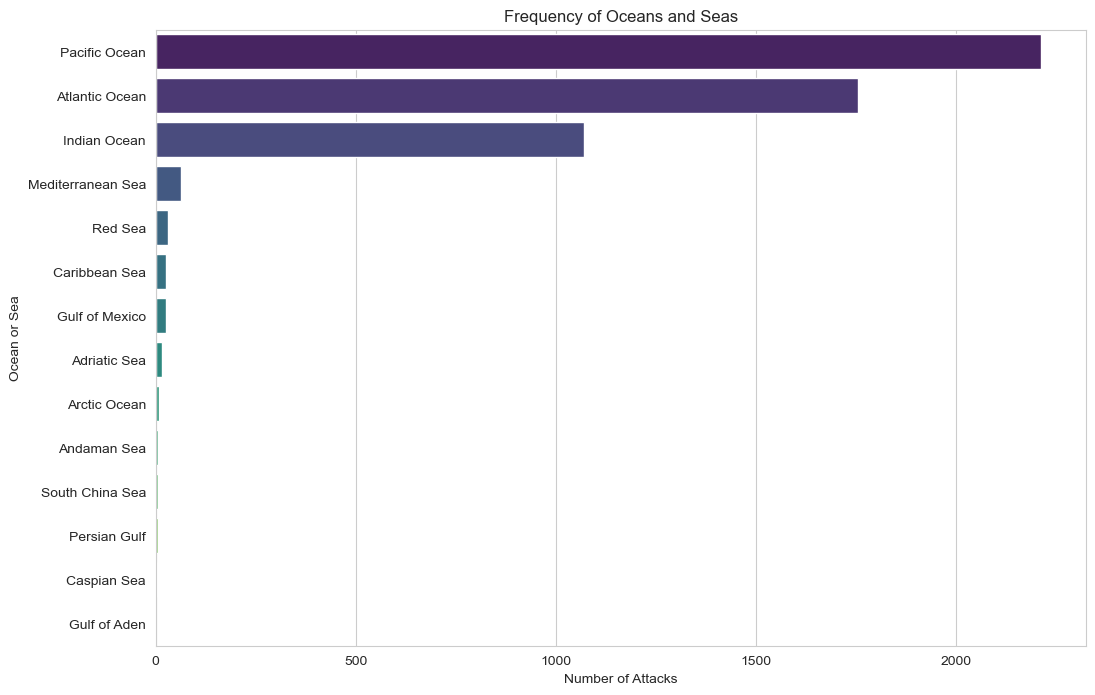 Frequency of Oceans and Seas
Pacific Ocean
Atlantic Ocean
Indian Ocean
Mediterranean Sea
Red Sea
Caribbean Sea
Gulf of Mexico
Adriatic Sea
Arctic Ocean
Andaman Sea
South China Sea
Persian Gulf
Caspian Sea
Gulf of Aden
Ocean or Sea
0 500 1000 1500 2000
Number of Attacks